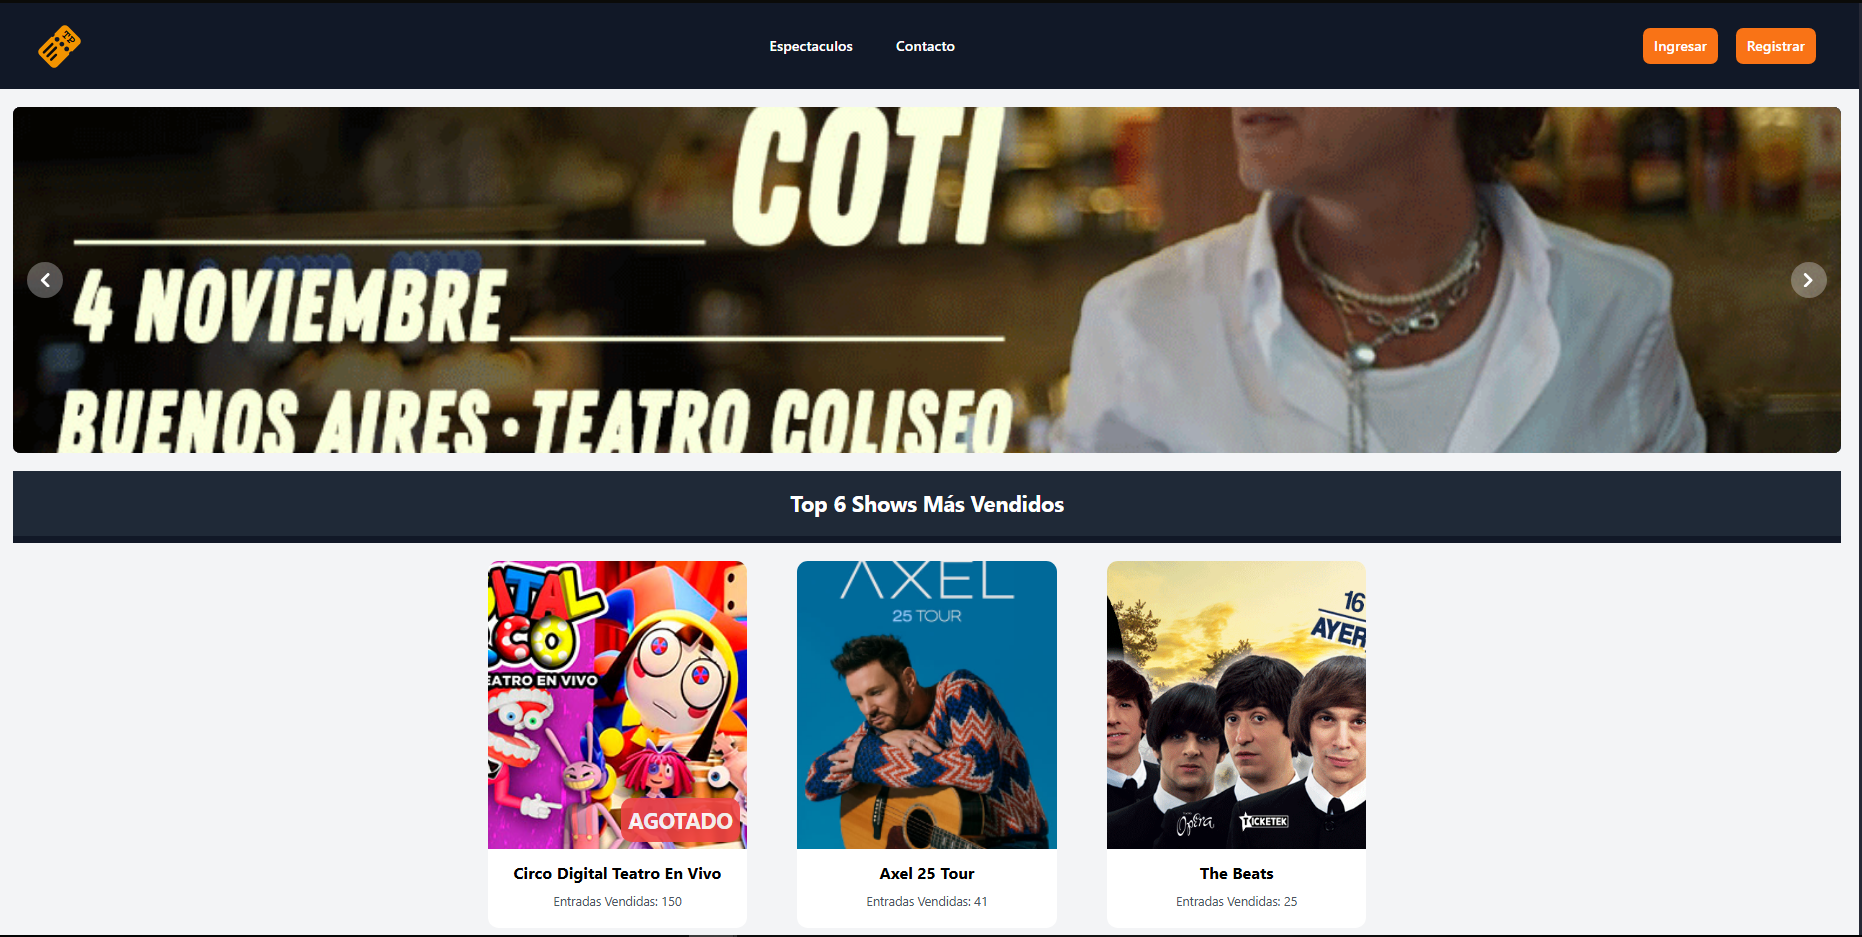 TP
Espectaculos
Contacto
Ingresar
Registrar
COTI
4 NOVIEMBRE
BUENOS AIRES · TEATRO COLISEO
Top 6 Shows Más Vendidos
EATRO EN VIVO
AGOTADO
Circo Digital Teatro En Vivo
Entradas Vendidas: 150
AXEL
25 TOUR
Axel 25 Tour
Entradas Vendidas: 41
16
AYER
Opera
TICKETEK
The Beats
Entradas Vendidas: 25